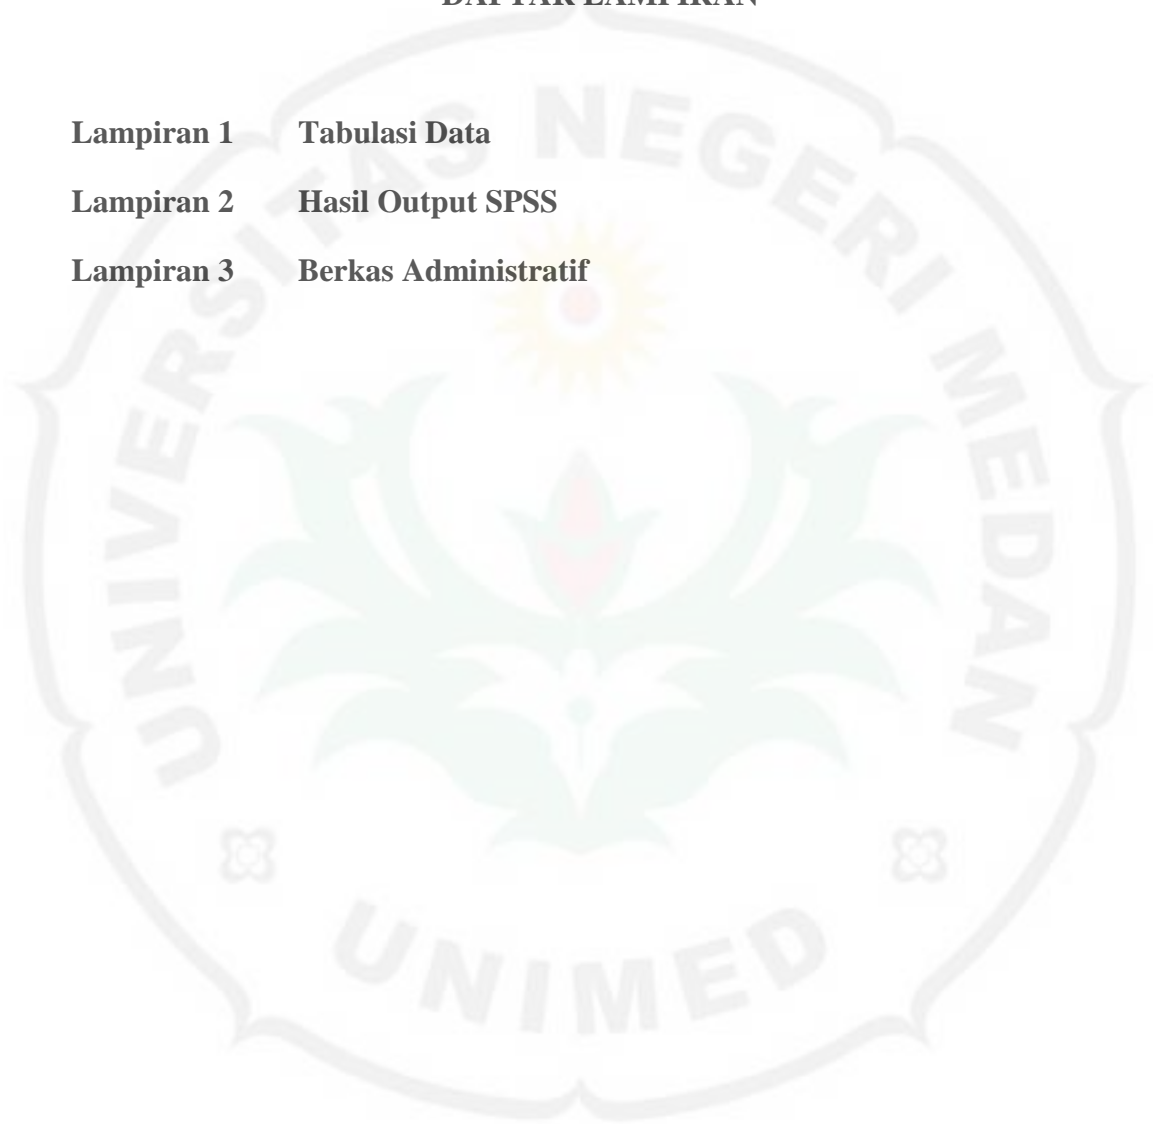 DAFTAR LAMPIRAN
Lampiran 1 Tabulasi Data
Lampiran 2 Hasil Output SPSS
Lampiran 3 Berkas Administratif
UNIVERSITAS NEGERI MEDAN
UNIMED